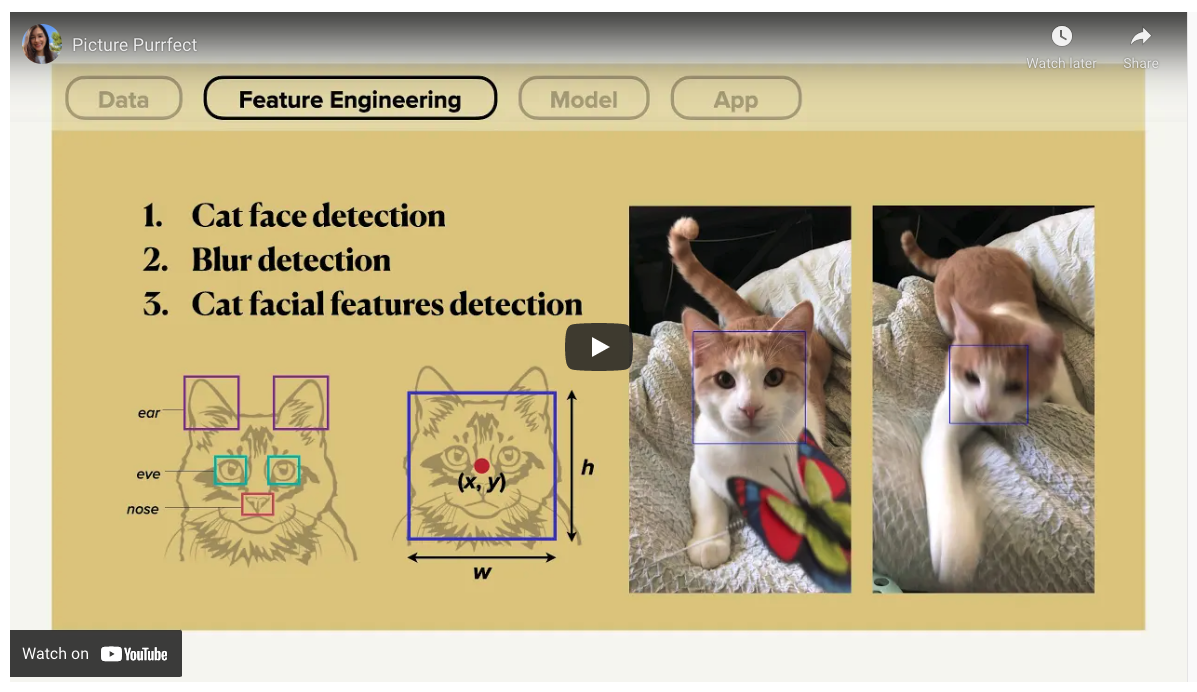 Picture Purrfect
Watch later
Share
Data
Feature Engineering
Model
App
1. Cat face detection
2. Blur detection
3. Cat facial features detection
ear
eye
nose
(x, y)
h
w
Watch on YouTube